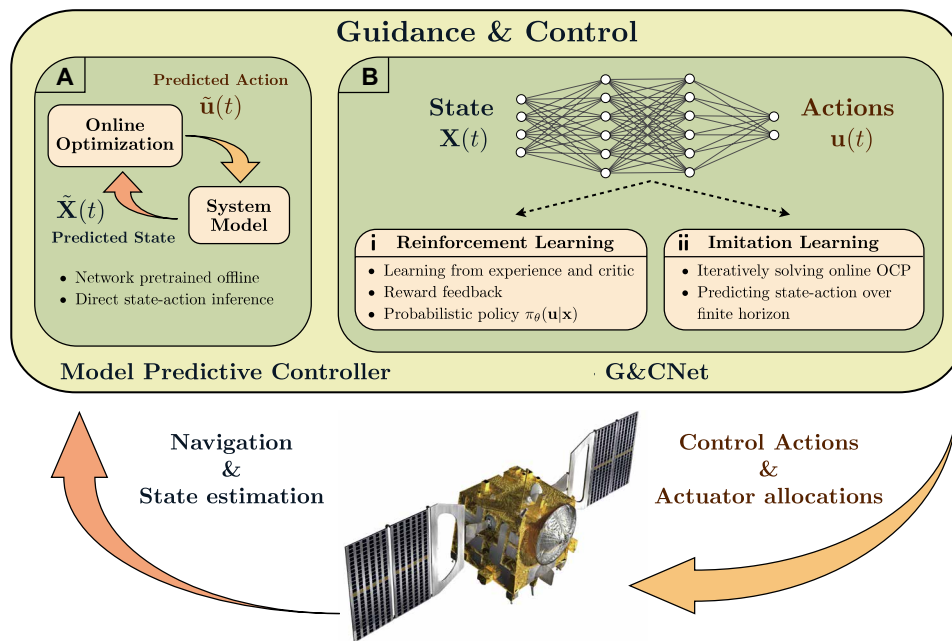 Guidance & Control
A
Predicted Action
ũ(t)
Online
Optimization
X̃(t)
Predicted State
System
Model
• Network pretrained offline
• Direct state-action inference
Model Predictive Controller
B
State
X(t)
Actions
u(t)
i Reinforcement Learning
• Learning from experience and critic
• Reward feedback
• Probabilistic policy πθ(u|x)
ii Imitation Learning
• Iteratively solving online OCP
• Predicting state-action over
finite horizon
G&CNet
Navigation
&
State estimation
Control Actions
&
Actuator allocations